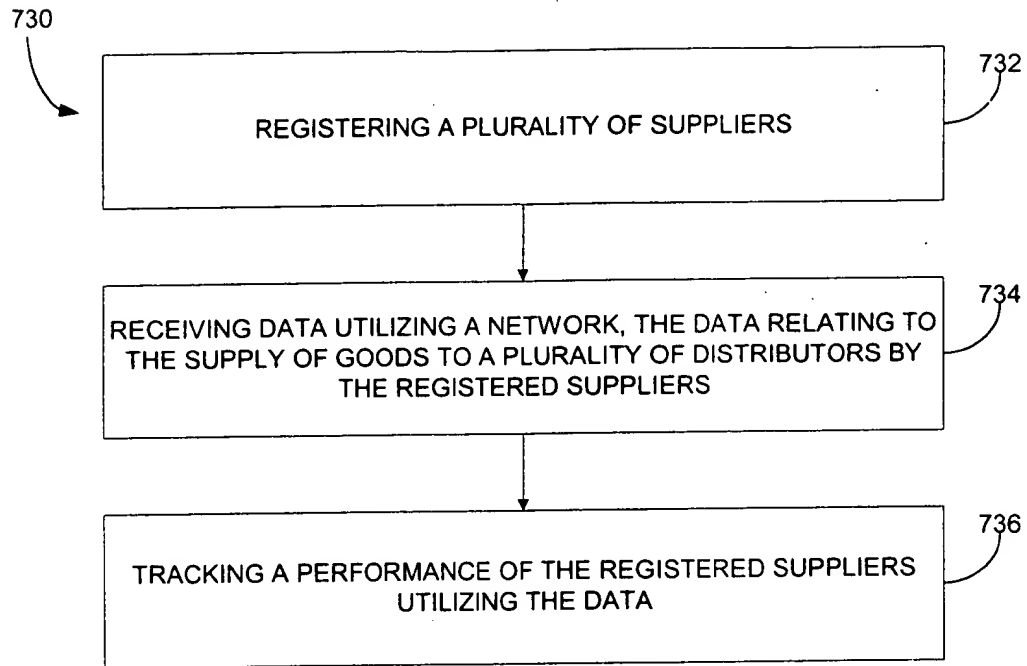 730
732
REGISTERING A PLURALITY OF SUPPLIERS
734
RECEIVING DATA UTILIZING A NETWORK, THE DATA RELATING TO
THE SUPPLY OF GOODS TO A PLURALITY OF DISTRIBUTORS BY
THE REGISTERED SUPPLIERS
736
TRACKING A PERFORMANCE OF THE REGISTERED SUPPLIERS
UTILIZING THE DATA